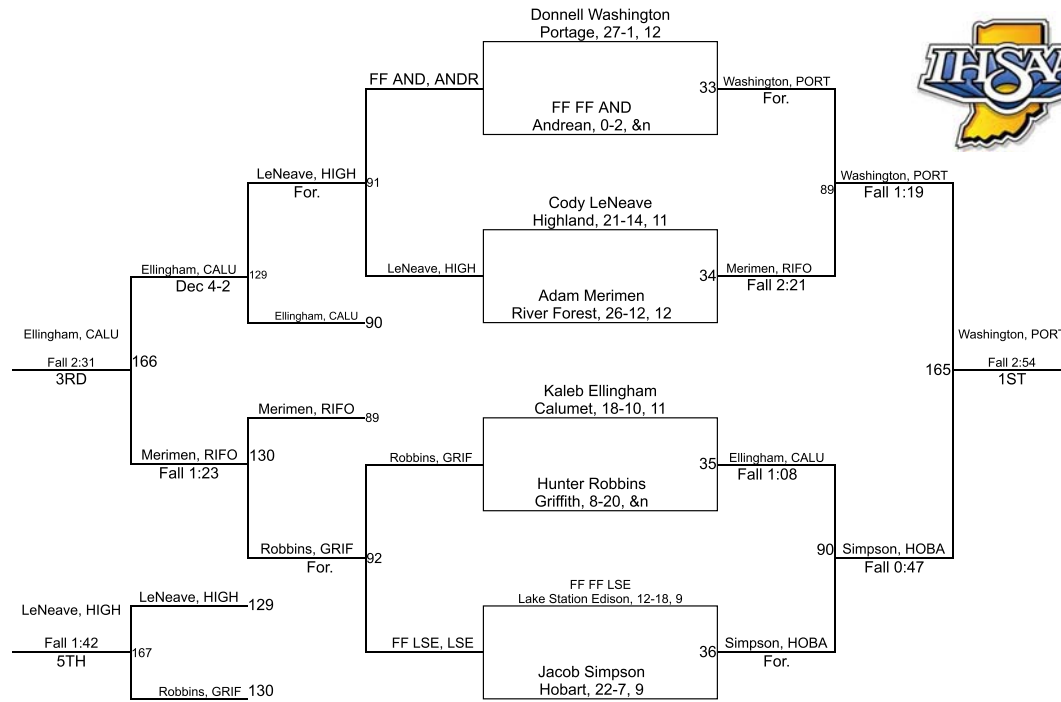 Donnell Washington
Portage, 27-1, 12
FF AND, ANDR
33
Washington, PORT
For.
FF FF AND
Andrean, 0-2, &n
IHSAA
LeNeave, HIGH
For.
91
Washington, PORT
Fall 1:19
89
Cody LeNeave
Highland, 21-14, 11
LeNeave, HIGH
34
Merimen, RIFO
Fall 2:21
Adam Merimen
River Forest, 26-12, 12
Ellingham, CALU
Dec 4-2
129
Ellingham, CALU
90
Ellingham, CALU
Fall 2:31
3RD
166
Washington, PORT
Fall 2:54
1ST
165
Kaleb Ellingham
Calumet, 18-10, 11
Merimen, RIFO
89
Merimen, RIFO
Fall 1:23
130
Robbins, GRIF
35
Ellingham, CALU
Fall 1:08
Hunter Robbins
Griffith, 8-20, &n
Robbins, GRIF
For.
92
90
Simpson, HOBA
Fall 0:47
FF FF LSE
Lake Station Edison, 12-18, 9
LeNeave, HIGH
129
LeNeave, HIGH
Fall 1:42
5TH
167
FF LSE, LSE
36
Simpson, HOBA
For.
Jacob Simpson
Hobart, 22-7, 9
Robbins, GRIF
130